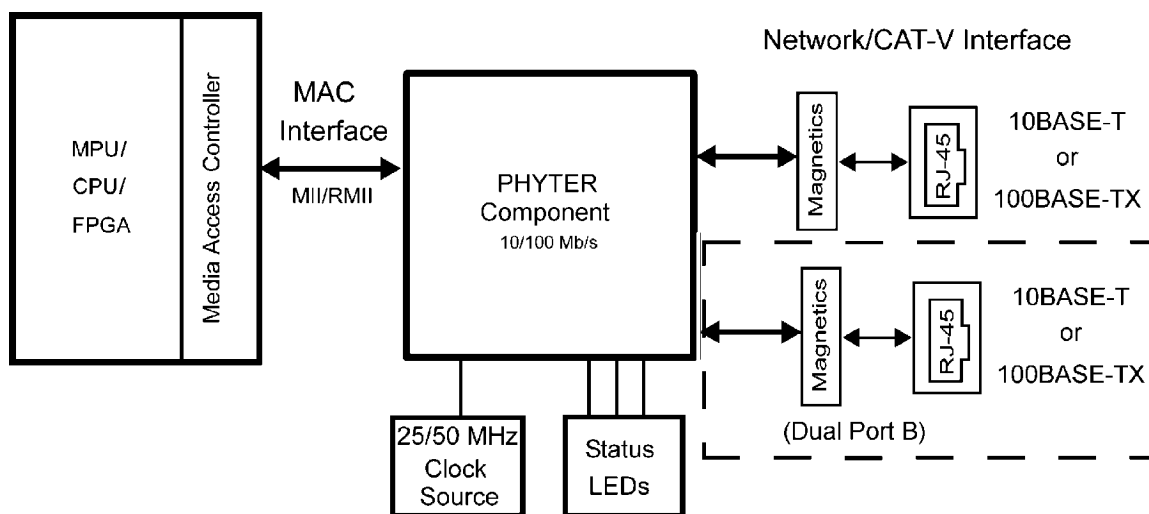 MPU/
CPU/
FPGA
Media Access Controller
MAC
Interface
MII/RMII
PHYTER
Component
10/100 Mb/s
25/50 MHz
Clock
Source
Status
LEDs
Network/CAT-V Interface
Magnetics
RJ-45
10BASE-T
or
100BASE-TX
Magnetics
RJ-45
10BASE-T
or
100BASE-TX
(Dual Port B)